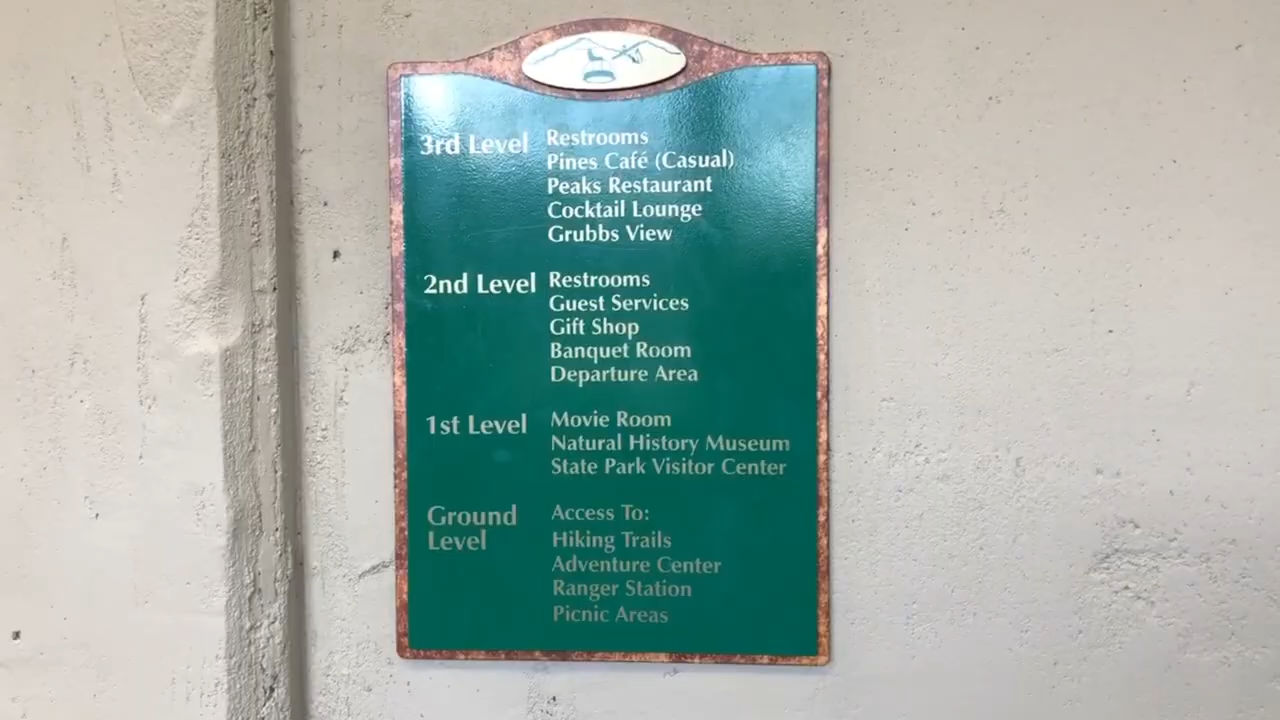 3rd Level Restrooms
Pines Café (Casual)
Peaks Restaurant
Cocktail Lounge
Grubbs View
2nd Level Restrooms
Guest Services
Gift Shop
Banquet Room
Departure Area
1st Level Movie Room
Natural History Museum
State Park Visitor Center
Ground Level
Access To:
Hiking Trails
Adventure Center
Ranger Station
Picnic Areas